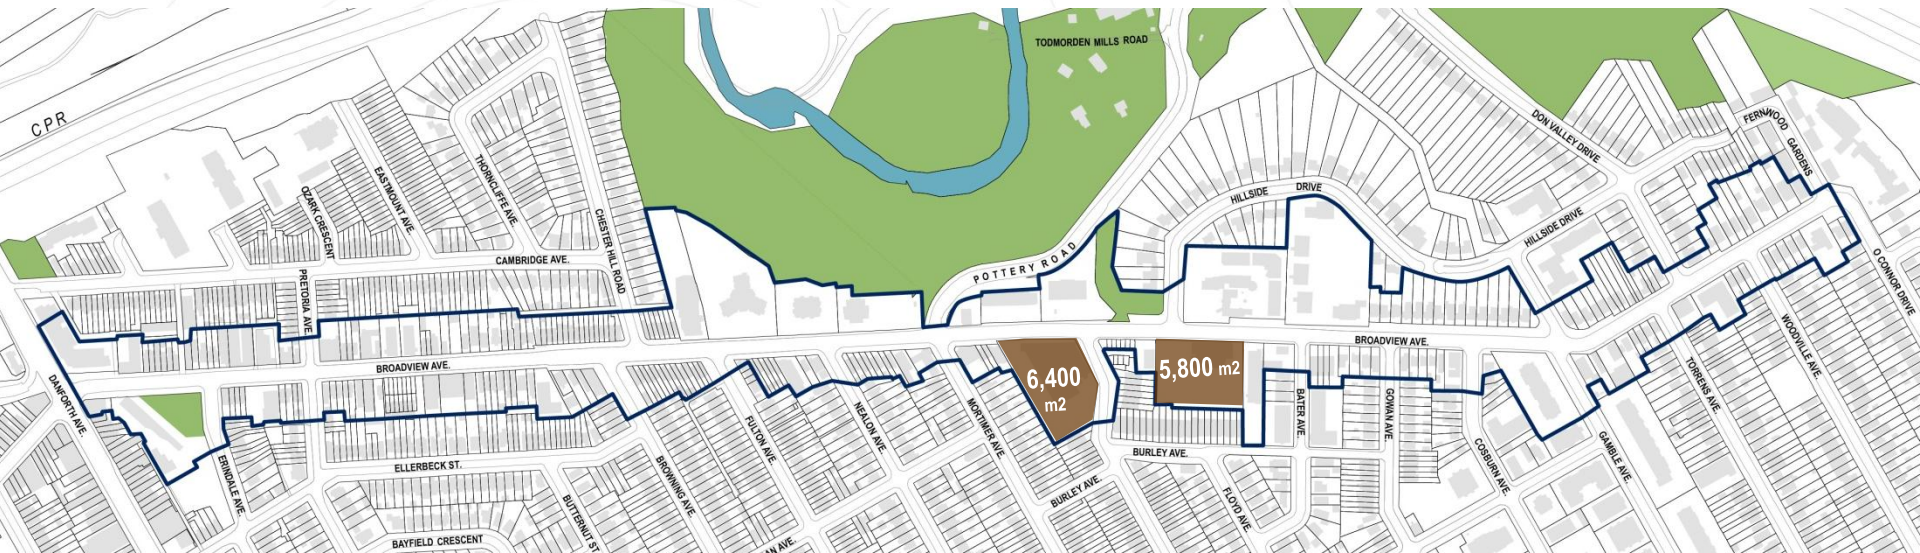 TODMORDEN MILLS ROAD
CPR
FERNWOOD GARDENS
DON VALLEY DRIVE
THORNCLIFFE AVE.
EASTMOUNT AVE.
OZARK CRESCENT
HILLSIDE DRIVE
CHESTER HILL ROAD
HILLSIDE DRIVE
CAMBRIDGE AVE.
POTTERY ROAD
O CONNOR DRIVE
PRETORIA AVE.
WOODVILLE AVE.
BROADVIEW AVE.
BROADVIEW AVE.
6,400
m2
5,800 m2
DANFORTH AVE.
TORRENS AVE.
BATER AVE.
GOWAN AVE.
NEALON AVE.
MORTIMER AVE.
FULTON AVE.
ERINDALE AVE.
ELLERBECK ST.
BROWNING AVE.
BURLEY AVE.
COSBURN AVE.
GAMBLE AVE.
BURLEY AVE.
FLOYD AVE.
BUTTERNUT ST
BAYFIELD CRESCENT
AN AVE.